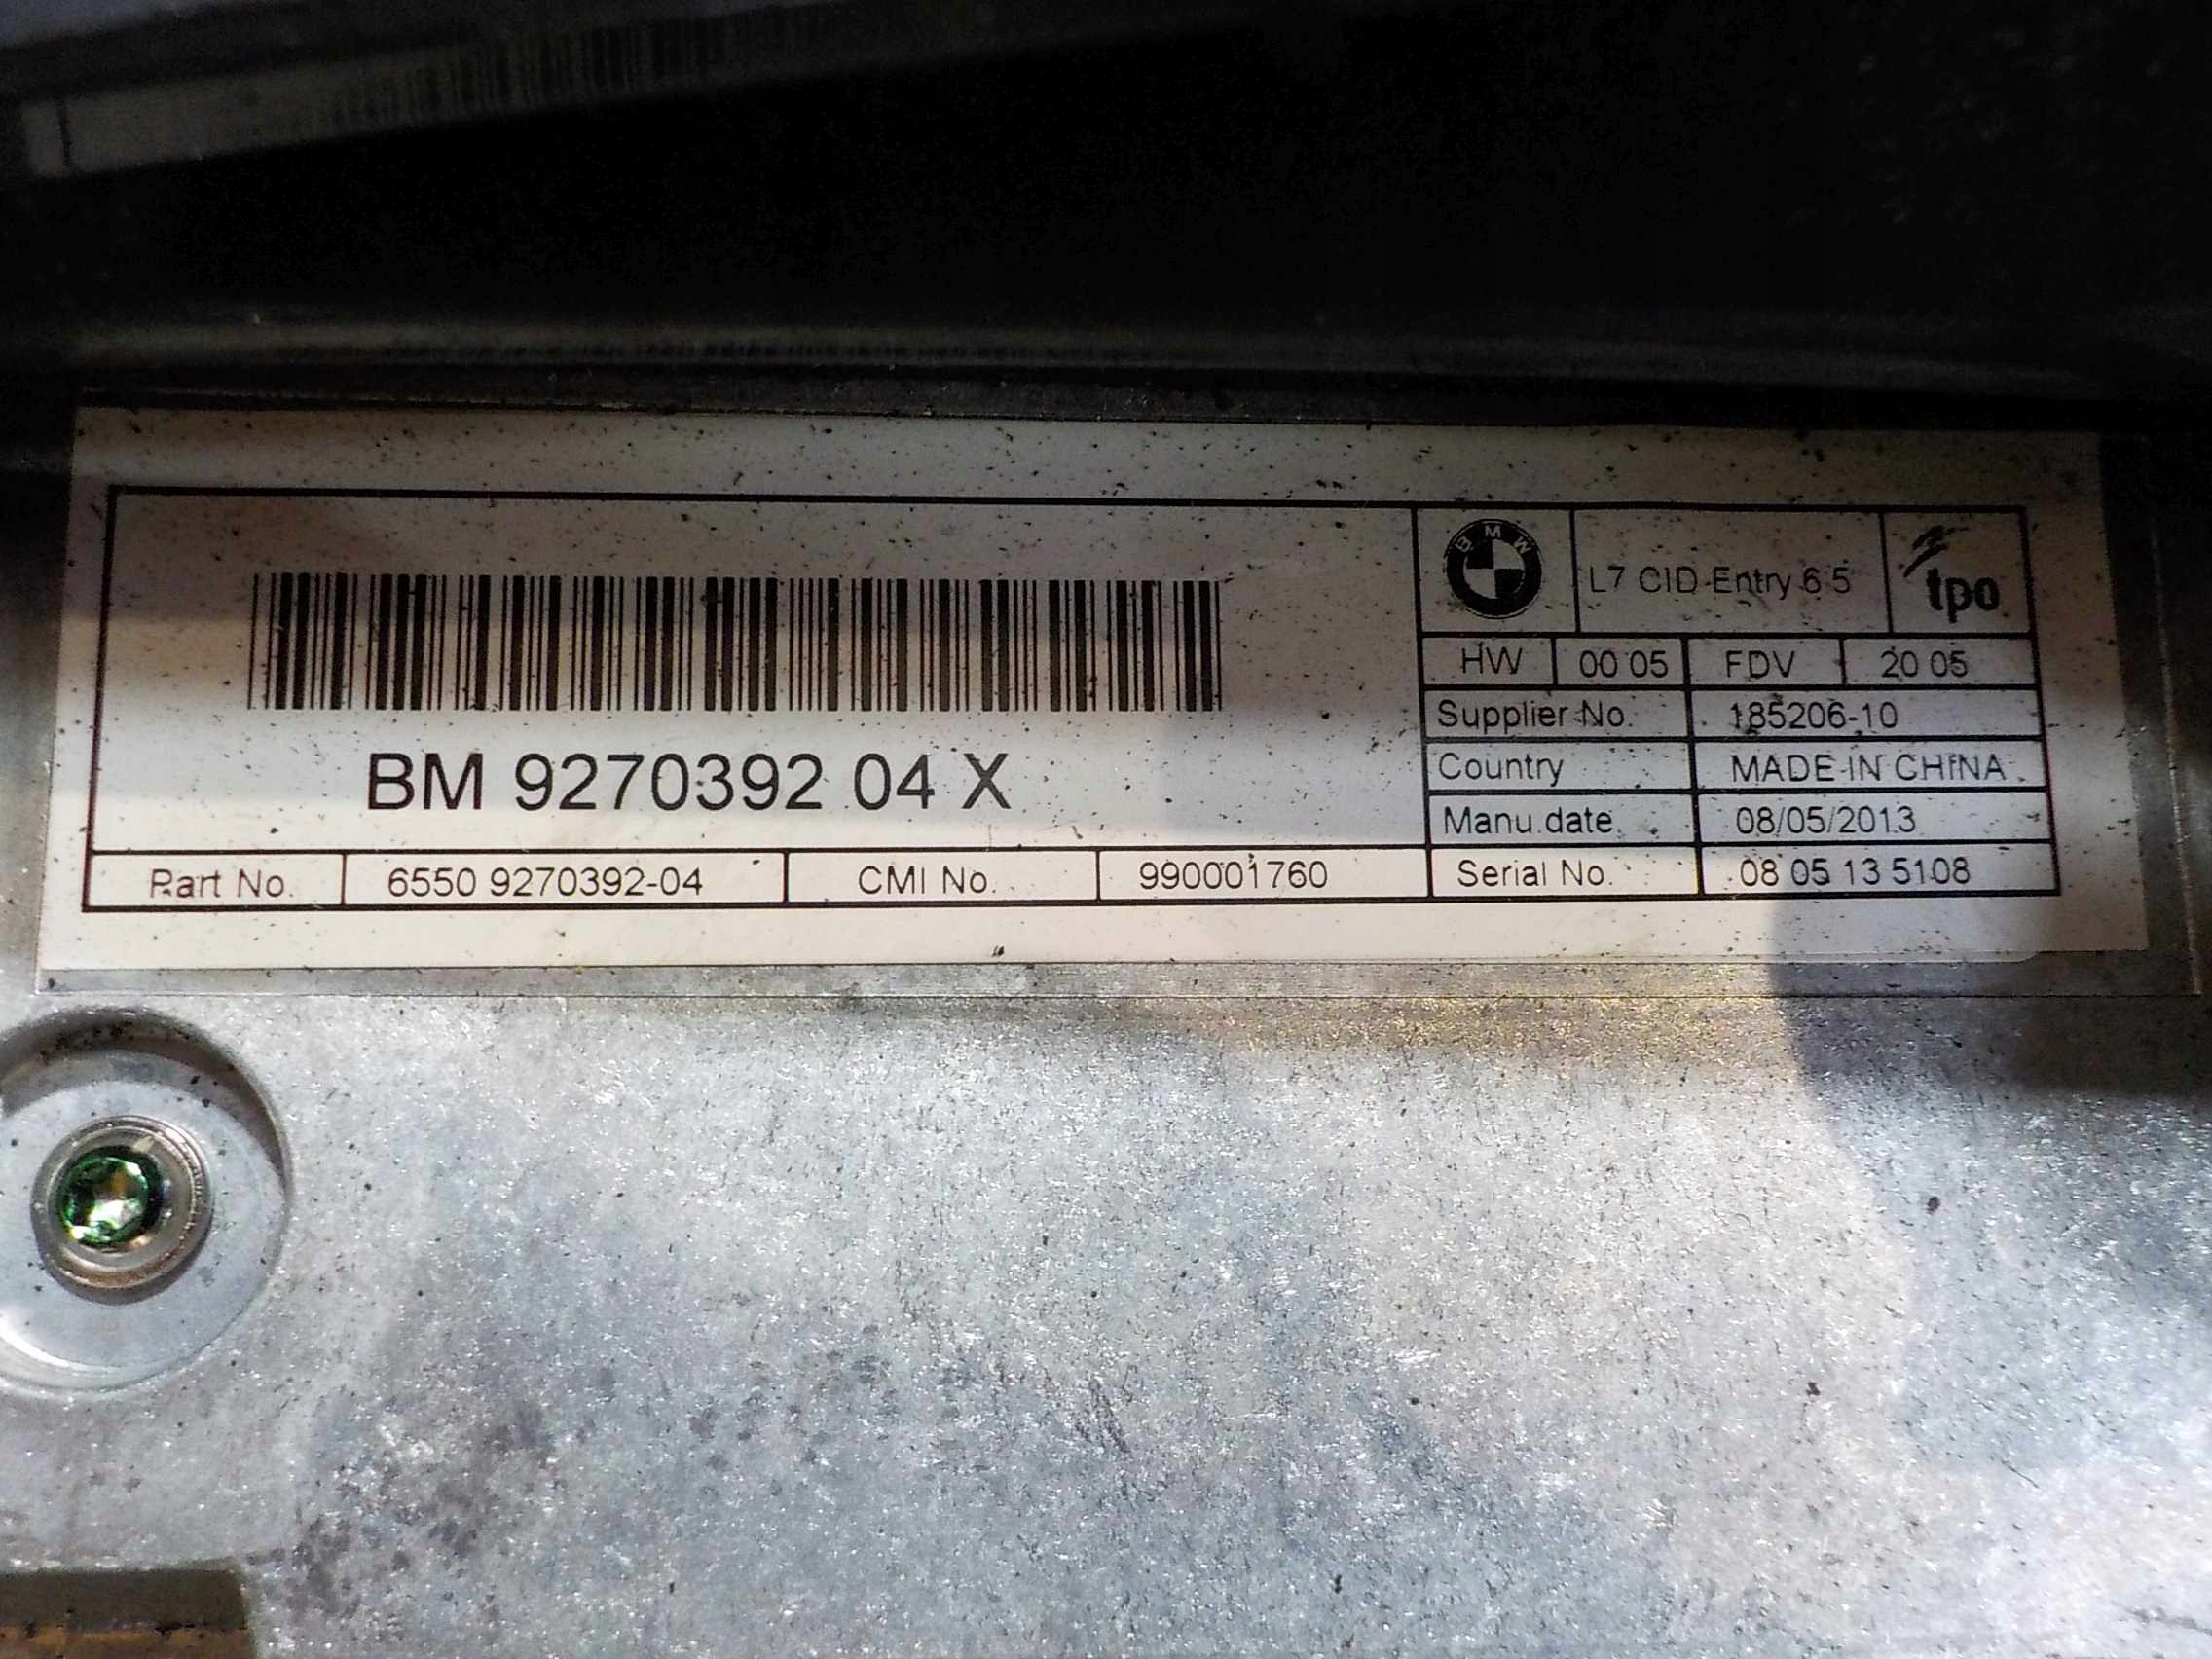 BMW
L7 CID-Entry 6.5
tpo
HW 00 05 FDV 20 05
Supplier No. 185206-10
Country MADE IN CHINA
Manu.date. 08/05/2013
Serial No. 08 05 13 5108
BM 9270392 04 X
Part No. 6550 9270392-04 CMI No. 990001760